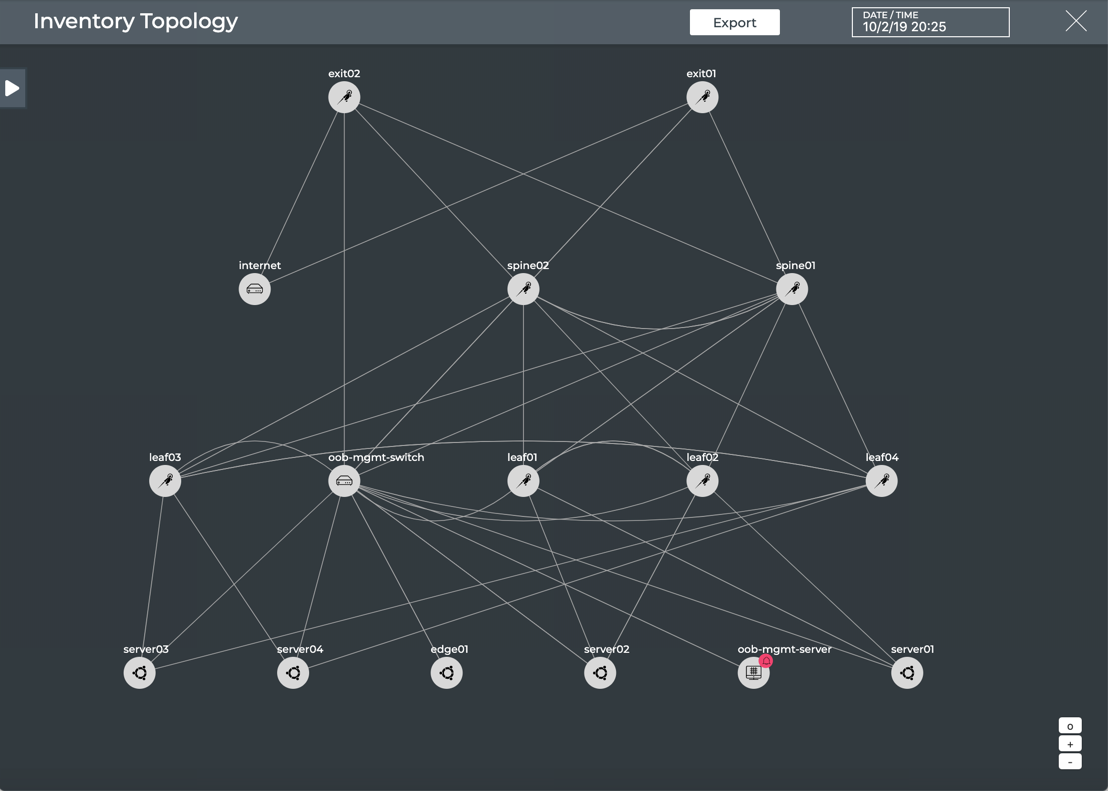 Inventory Topology
Export
DATE / TIME
10/2/19 20:25
exit02
exit01
internet
spine02
spine01
leaf03
oob-mgmt-switch
leaf01
leaf02
leaf04
server03
server04
edge01
server02
oob-mgmt-server
server01
o
+
-